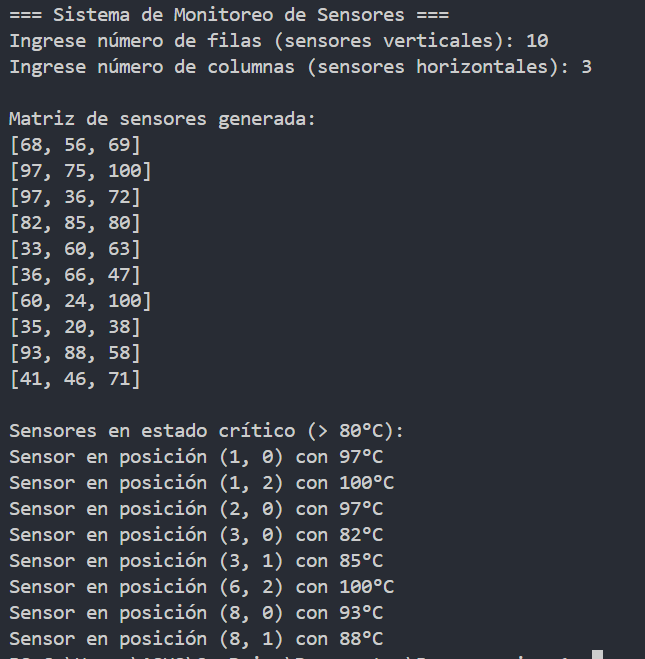 === Sistema de Monitoreo de Sensores ===
Ingrese número de filas (sensores verticales): 10
Ingrese número de columnas (sensores horizontales): 3
Matriz de sensores generada:
[68, 56, 69]
[97, 75, 100]
[97, 36, 72]
[82, 85, 80]
[33, 60, 63]
[36, 66, 47]
[60, 24, 100]
[35, 20, 38]
[93, 88, 58]
[41, 46, 71]
Sensores en estado crítico (> 80°C):
Sensor en posición (1, 0) con 97°C
Sensor en posición (1, 2) con 100°C
Sensor en posición (2, 0) con 97°C
Sensor en posición (3, 0) con 82°C
Sensor en posición (3, 1) con 85°C
Sensor en posición (6, 2) con 100°C
Sensor en posición (8, 0) con 93°C
Sensor en posición (8, 1) con 88°C